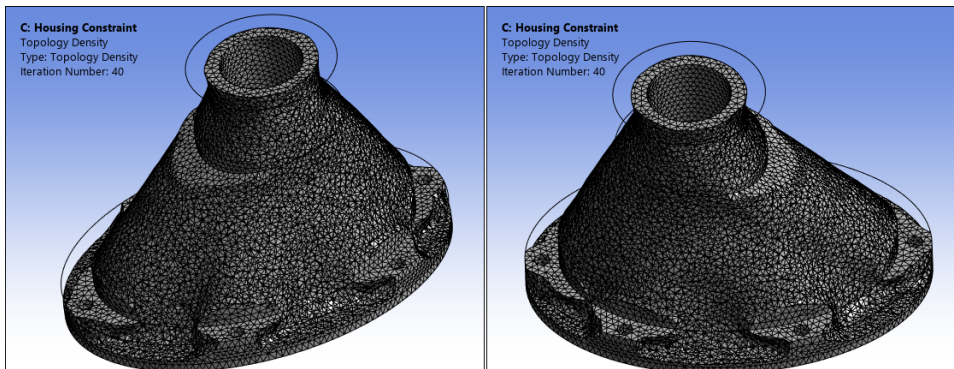 C: Housing Constraint
Topology Density
Type: Topology Density
Iteration Number: 40
C: Housing Constraint
Topology Density
Type: Topology Density
Iteration Number: 40